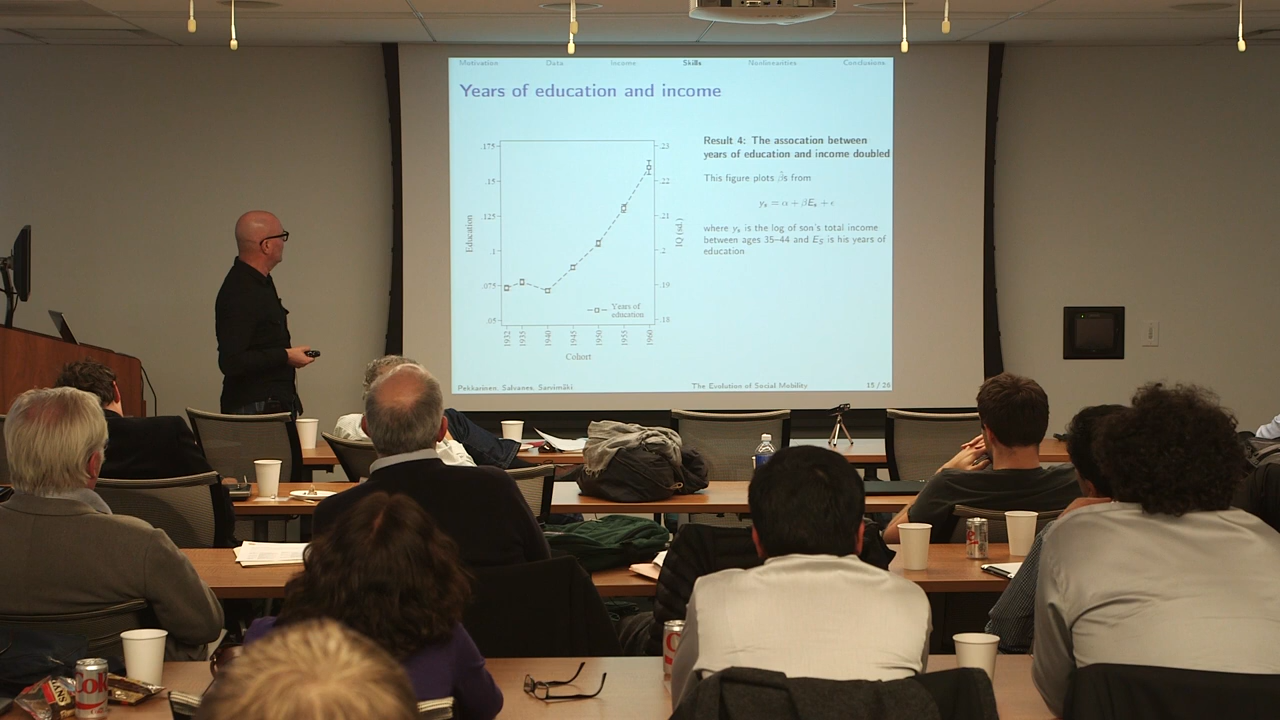 Motivation Data Income Skills Nonlinearities Conclusions
Years of education and income
Result 4: The assocation between
years of education and income doubled
This figure plots β̂s from
yₛ = α + βEₛ + ϵ
where yₛ is the log of son's total income
between ages 35–44 and E_S is his years of
education
.175
.15
.125
.1
.075
.05
Education
.23
.22
.21
.2
.19
.18
IQ (sd.)
Years of
education
1932 1935 1940 1945 1950 1955 1960
Cohort
Pekkarinen, Salvanes, Sarvimäki The Evolution of Social Mobility 15 / 26
Coke